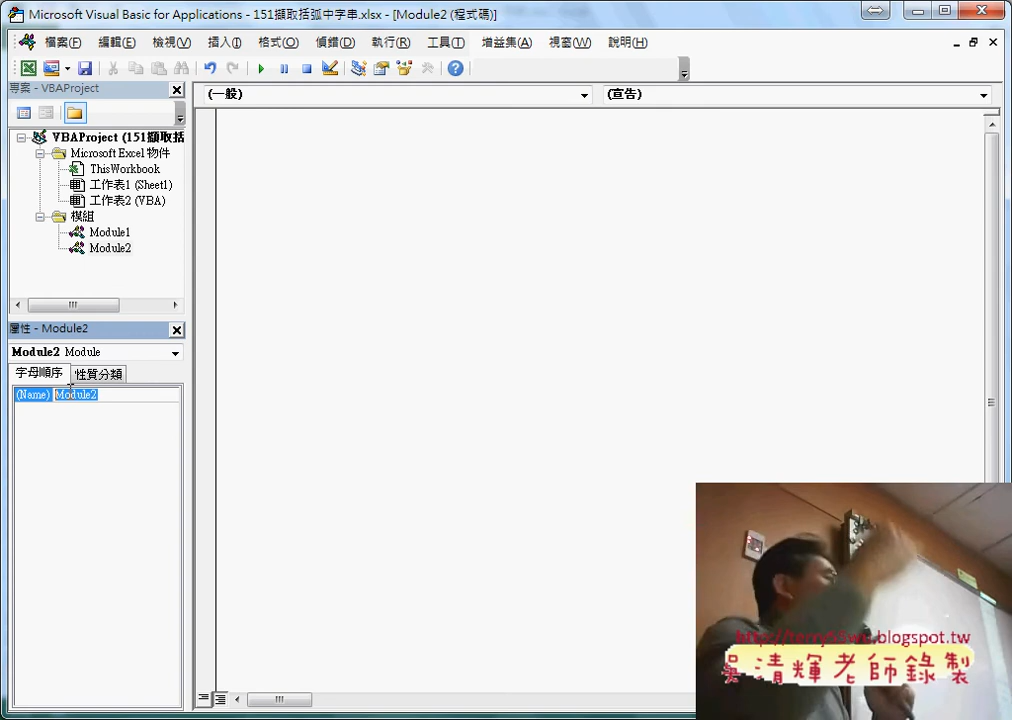 Microsoft Visual Basic for Applications - 151擷取括弧中字串.xlsx - [Module2 (程式碼)]
檔案(F) 編輯(E) 檢視(V) 插入(I) 格式(O) 偵錯(D) 執行(R) 工具(T) 增益集(A) 視窗(W) 說明(H)
專案 - VBAProject
(一般) (宣告)
VBAProject (151擷取括
Microsoft Excel 物件
ThisWorkbook
工作表1 (Sheet1)
工作表2 (VBA)
模組
Module1
Module2
屬性 - Module2
Module2 Module
字母順序 性質分類
(Name) Module2
http://terry55wu.blogspot.tw
吳清輝老師錄製